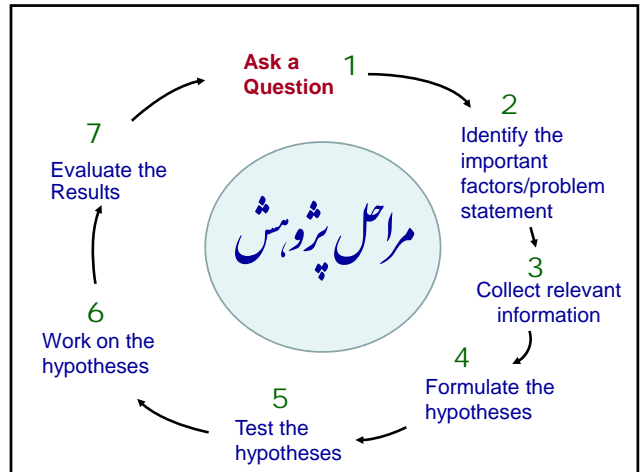 Ask a
Question
1
2
Identify the
important
factors/problem
statement
3
Collect relevant
information
4
Formulate the
hypotheses
5
Test the
hypotheses
6
Work on the
hypotheses
7
Evaluate the
Results
مراحل پژوهش